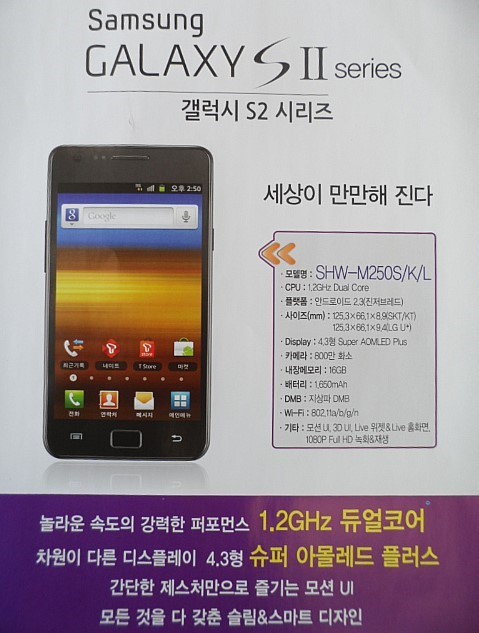 Samsung
GALAXY S II series
갤럭시 S2 시리즈
세상이 만만해 진다
오후 2:50
Google
· 모델명 : SHW-M250S/K/L
· CPU : 1.2GHz Dual Core
· 플랫폼 : 안드로이드 2.3(진저브레드)
· 사이즈(mm) : 125.3×66.1×8.9(SKT/KT)
125.3×66.1×9.4(LG U+)
· Display : 4.3형 Super AOMLED Plus
· 카메라 : 800만 화소
· 내장메모리 : 16GB
· 배터리 : 1,650mAh
· DMB : 지상파 DMB
· Wi-Fi : 802.11a/b/g/n
· 기타 : 모션 UI, 3D UI, Live 위젯&Live 홈화면,
1080P Full HD 녹화&재생
최근기록 네이트 T Store 마켓
전화 연락처 메시지 메인메뉴
놀라운 속도의 강력한 퍼포먼스 1.2GHz 듀얼코어
차원이 다른 디스플레이 4.3형 슈퍼 아몰레드 플러스
간단한 제스처만으로 즐기는 모션 UI
모든 것을 다 갖춘 슬림&스마트 디자인